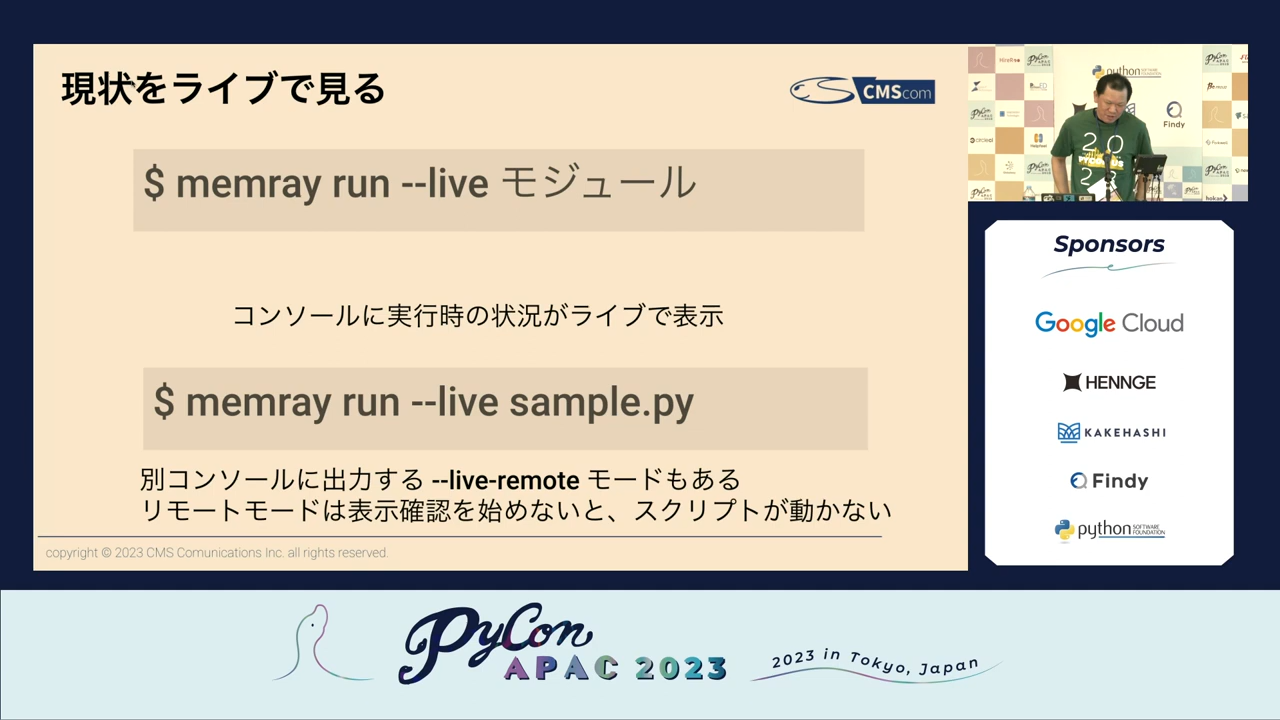 現状をライブで見る
CMScom
$ memray run --live モジュール
コンソールに実行時の状況がライブで表示
$ memray run --live sample.py
別コンソールに出力する --live-remote モードもある
リモートモードは表示確認を始めないと、スクリプトが動かない
copyright © 2023 CMS Comunications Inc. all rights reserved.
python
Findy
20
Sponsors
Google Cloud
HENNGE
KAKEHASHI
Findy
python SOFTWARE FOUNDATION
PyCon
APAC 2023
2023 in Tokyo, Japan